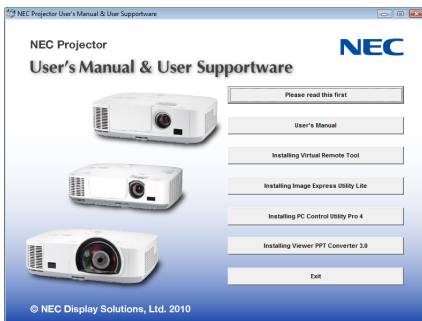 NEC Projector User's Manual & User Supportware
NEC Projector
NEC
User's Manual & User Supportware
Please read this first
User's Manual
Installing Virtual Remote Tool
Installing Image Express Utility Lite
Installing PC Control Utility Pro 4
Installing Viewer PPT Converter 3.0
Exit
© NEC Display Solutions, Ltd. 2010